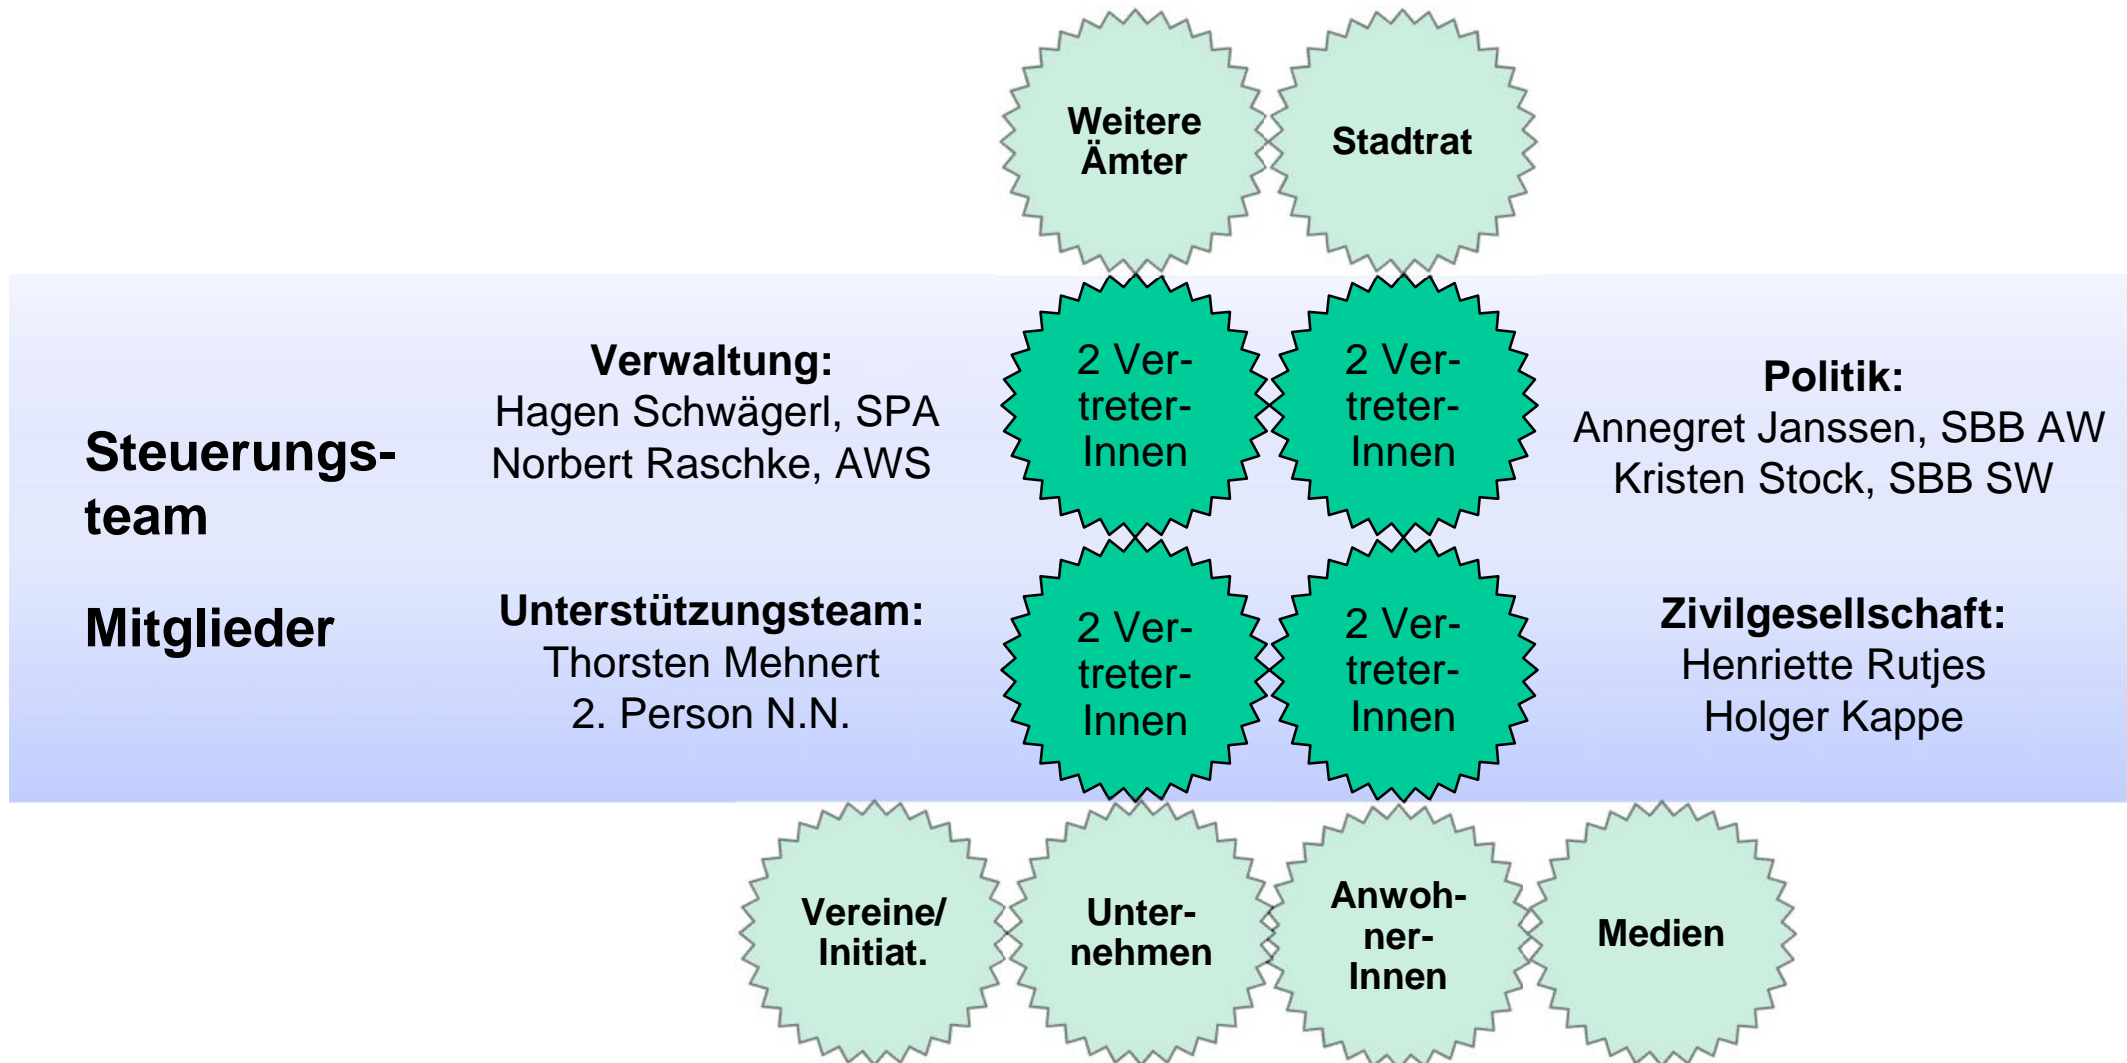 Weitere
Ämter
Stadtrat
Steuerungs-
team
Mitglieder
Verwaltung:
Hagen Schwägerl, SPA
Norbert Raschke, AWS
2 Ver-
treter-
Innen
2 Ver-
treter-
Innen
Politik:
Annegret Janssen, SBB AW
Kristen Stock, SBB SW
Unterstützungsteam:
Thorsten Mehnert
2. Person N.N.
2 Ver-
treter-
Innen
2 Ver-
treter-
Innen
Zivilgesellschaft:
Henriette Rutjes
Holger Kappe
Vereine/
Initiat.
Unter-
nehmen
Anwoh-
ner-
Innen
Medien